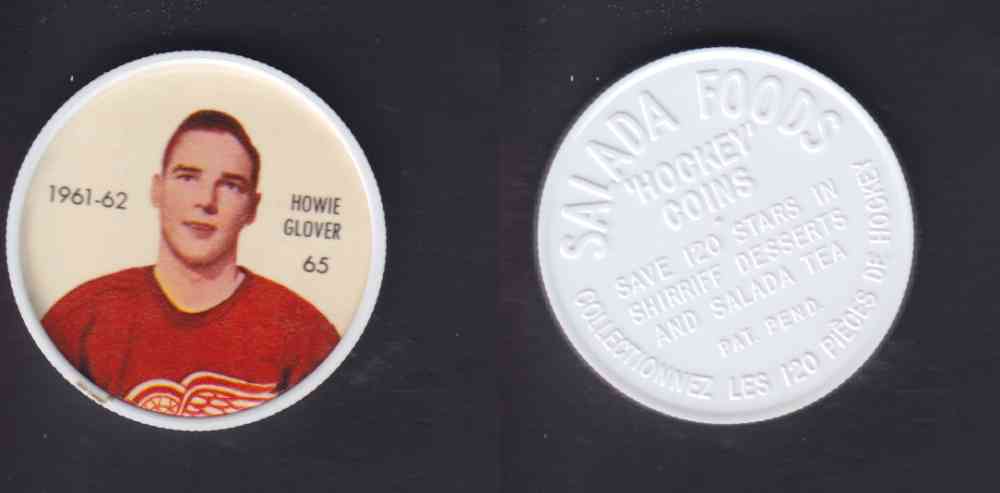 1961-62
HOWIE
GLOVER
65
SALADA FOODS
"HOCKEY"
COINS
SAVE 120 STARS IN
SHIRRIFF DESSERTS
AND SALADA TEA
PAT. PEND.
COLLECTIONNEZ LES 120 PIÈCES DE HOCKEY